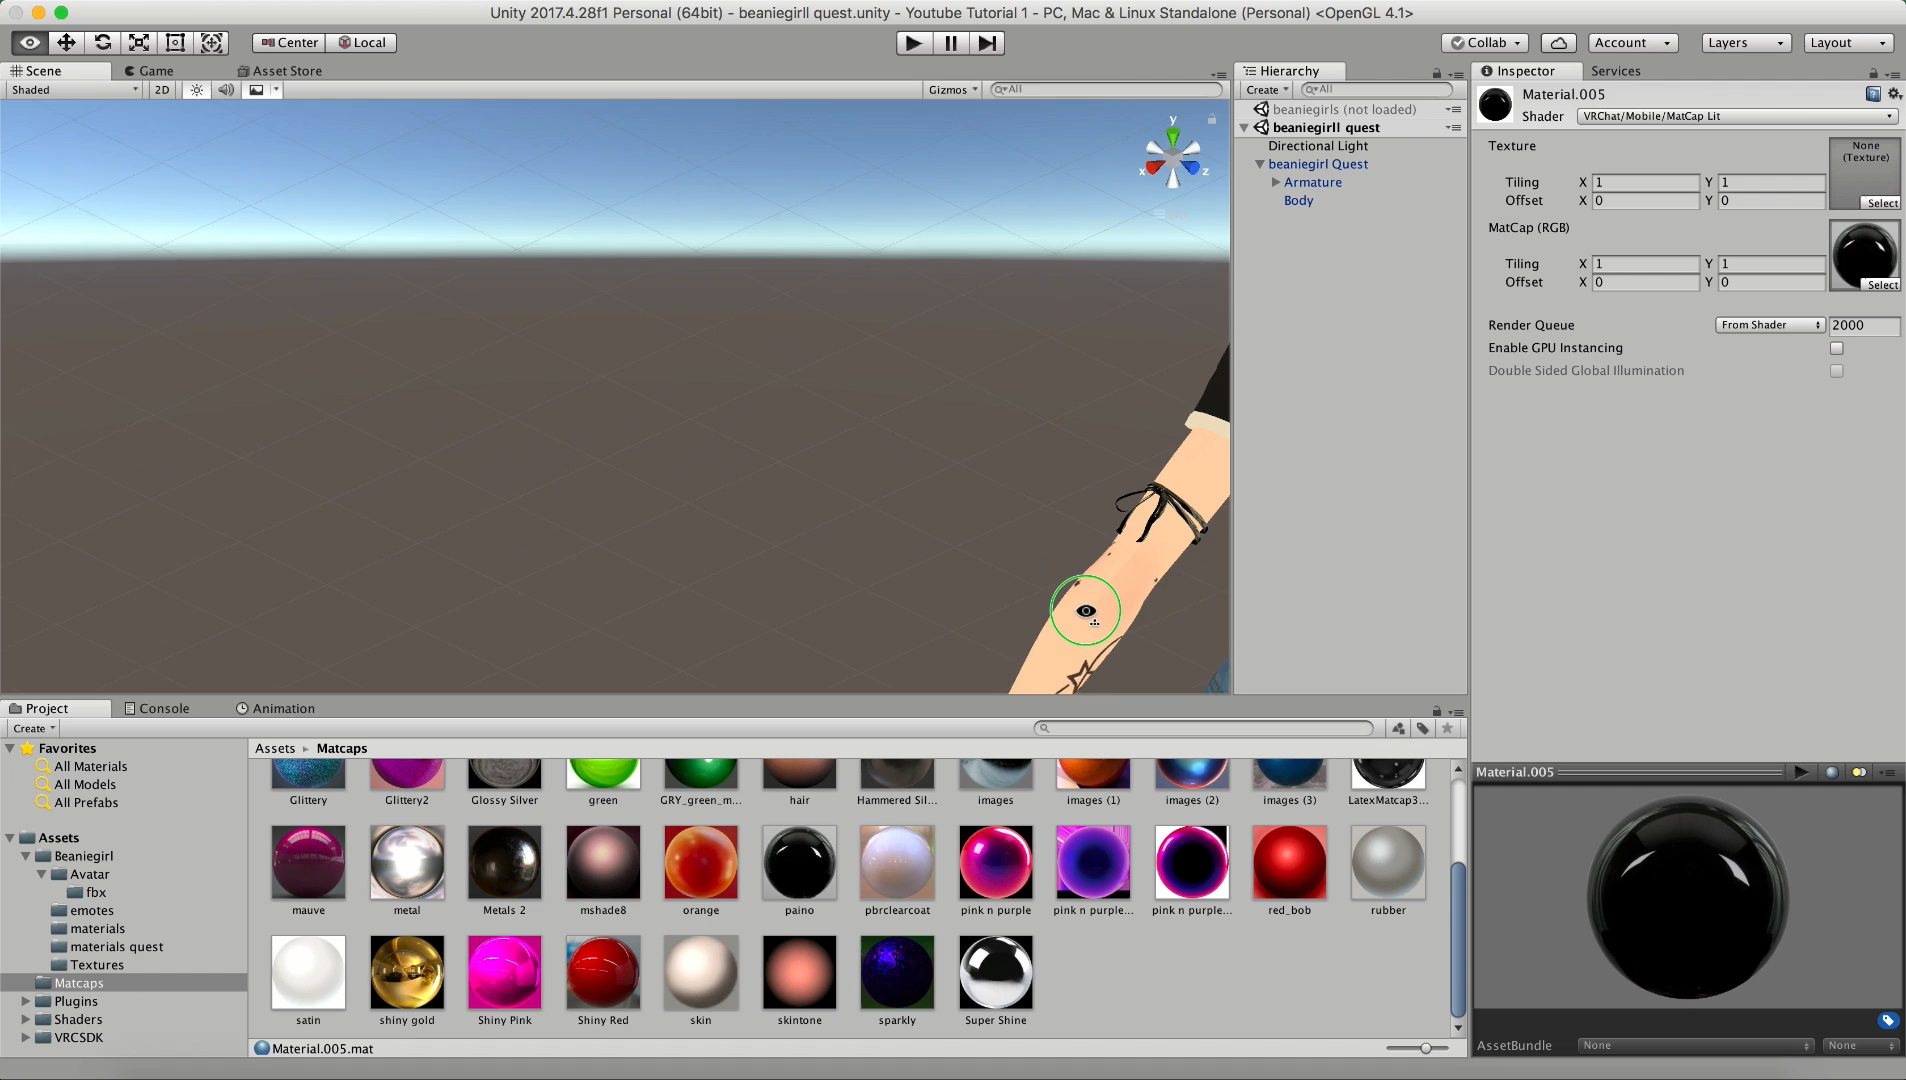 Unity 2017.4.28f1 Personal (64bit) - beaniegirll quest.unity - Youtube Tutorial 1 - PC, Mac & Linux Standalone (Personal) <OpenGL 4.1>
Center Local
Collab Account Layers Layout
Scene Game Asset Store
Shaded 2D Gizmos All
y
x z
Hierarchy
Create All
beaniegirls (not loaded)
beaniegirll quest
Directional Light
beaniegirl Quest
Armature
Body
Inspector Services
Material.005
Shader VRChat/Mobile/MatCap Lit
Texture
None
(Texture)
Tiling X 1 Y 1
Offset X 0 Y 0
Select
MatCap (RGB)
Tiling X 1 Y 1
Offset X 0 Y 0
Select
Render Queue From Shader 2000
Enable GPU Instancing
Double Sided Global Illumination
Project Console Animation
Create
Favorites
All Materials
All Models
All Prefabs
Assets
Beaniegirl
Avatar
fbx
emotes
materials
materials quest
Textures
Matcaps
Plugins
Shaders
VRCSDK
Assets Matcaps
Glittery Glittery2 Glossy Silver green GRY_green_m... hair Hammered Sil... images images (1) images (2) images (3) LatexMatcap3...
mauve metal Metals 2 mshade8 orange paino pbrclearcoat pink n purple pink n purple... pink n purple... red_bob rubber
satin shiny gold Shiny Pink Shiny Red skin skintone sparkly Super Shine
Material.005.mat
Material.005
AssetBundle None None